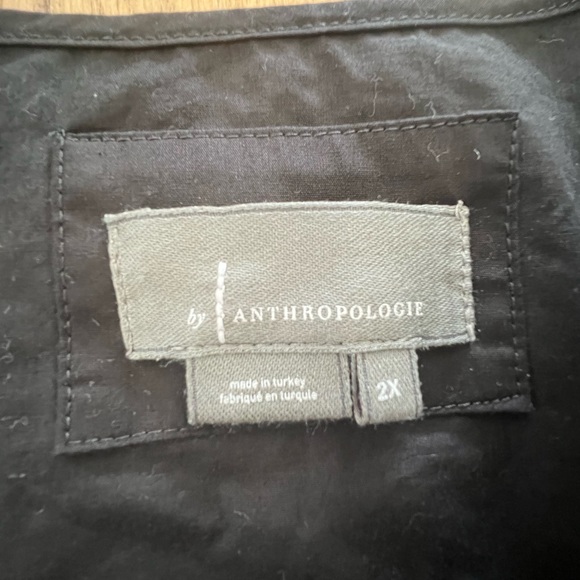 by ANTHROPOLOGIE
made in turkey
fabriqué en turquie
2X